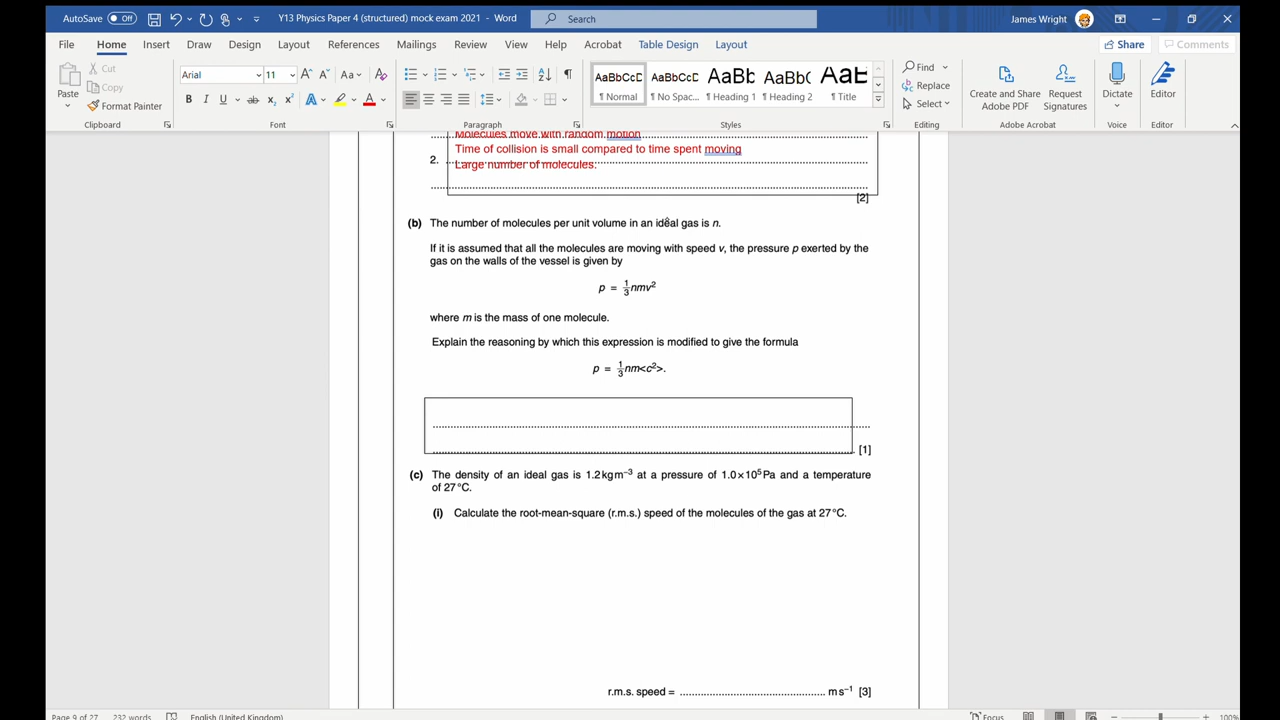 AutoSave Off Y13 Physics Paper 4 (structured) mock exam 2021 - Word Search James Wright
File Home Insert Draw Design Layout References Mailings Review View Help Acrobat Table Design Layout Share Comments
Paste Cut Copy Format Painter
Clipboard
Arial 11
Font
Paragraph
AaBbCcD AaBbCcD AaBb AaBb( AaB
¶ Normal ¶ No Spac... ¶ Heading 1 ¶ Heading 2 ¶ Title
Styles
Find
Replace
Select
Editing
Create and Share Adobe PDF
Request Signatures
Adobe Acrobat
Dictate
Voice
Editor
Editor
Molecules move with random motion
2. Time of collision is small compared to time spent moving
Large number of molecules.
[2]
(b) The number of molecules per unit volume in an ideal gas is n.
If it is assumed that all the molecules are moving with speed v, the pressure p exerted by the
gas on the walls of the vessel is given by
p = 1/3 nmv²
where m is the mass of one molecule.
Explain the reasoning by which this expression is modified to give the formula
p = 1/3 nm<c²>.
[1]
(c) The density of an ideal gas is 1.2 kg m⁻³ at a pressure of 1.0 × 10⁵ Pa and a temperature
of 27 °C.
(i) Calculate the root-mean-square (r.m.s.) speed of the molecules of the gas at 27 °C.
r.m.s. speed = ............................................... m s⁻¹ [3]
Page 9 of 27 232 words English (United Kingdom) Focus 100%